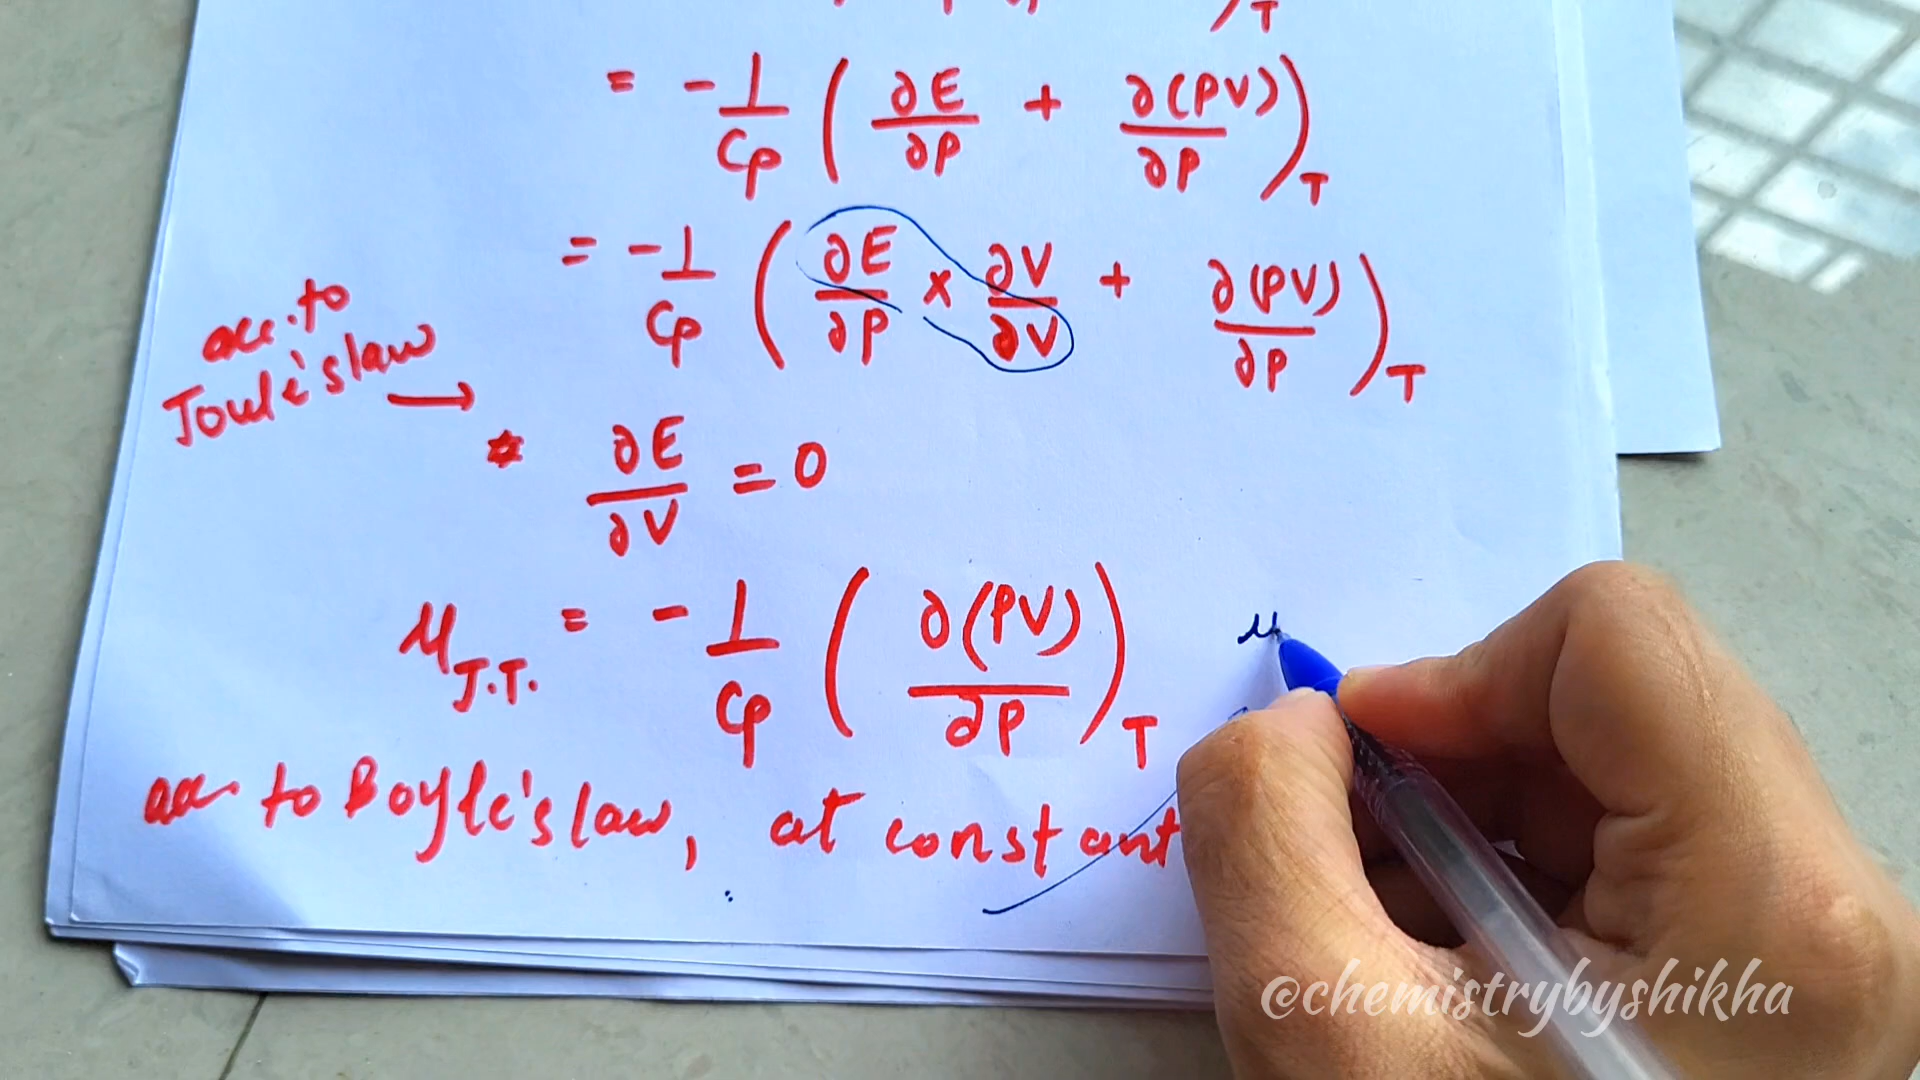 = -1/Cp ( ∂E/∂P + ∂(PV)/∂P )T
= -1/Cp ( ∂E/∂P × ∂V/∂V + ∂(PV)/∂P )T
acc. to
Joule's law →
* ∂E/∂V = 0
μJ.T. = -1/Cp ( ∂(PV)/∂P )T
μ
acc to Boyle's law, at constant
@chemistrybyshikha